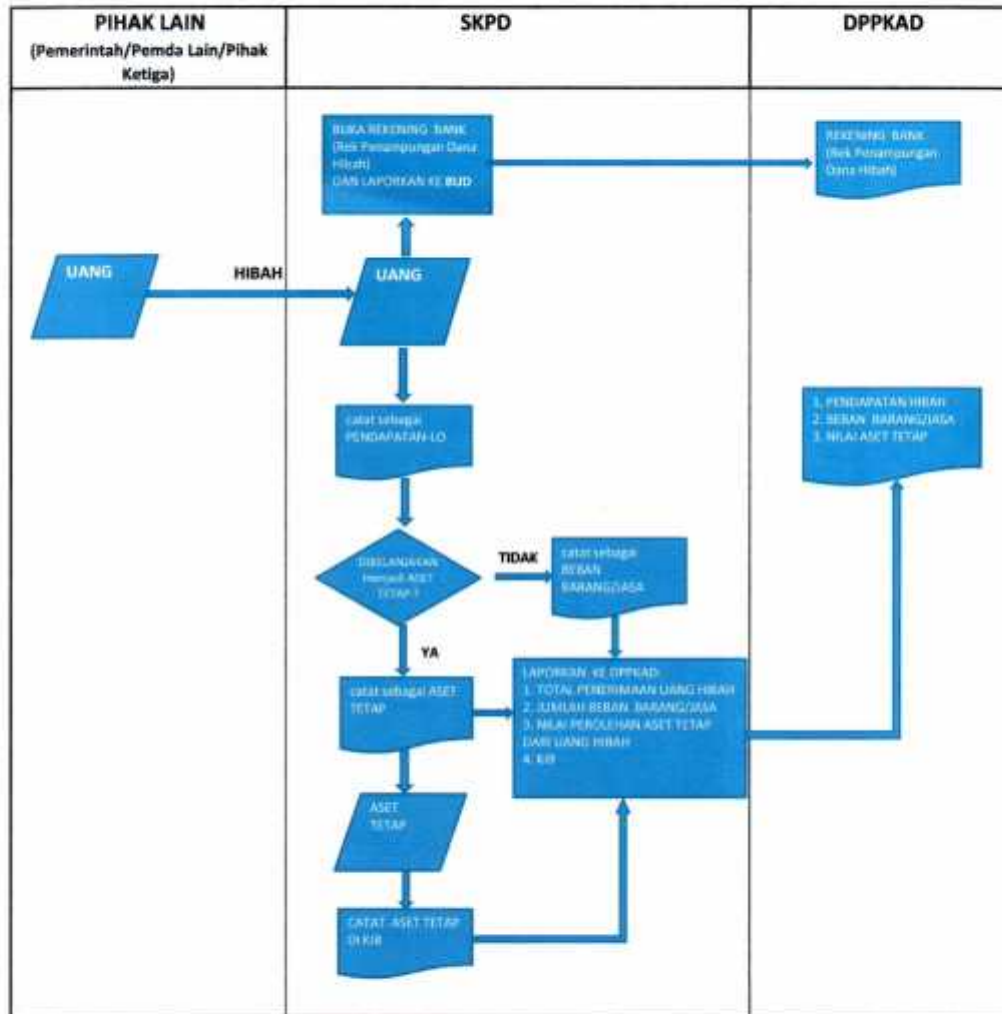 PIHAK LAIN
(Pemerintah/Pemda Lain/Pihak
Ketiga)
SKPD
DPPKAD
BUKA REKENING BANK
(Rek Penampungan Dana
Hibah)
DAN LAPORKAN KE BUD
REKENING BANK
(Rek Penampungan
Dana Hibah)
UANG
HIBAH
UANG
catat sebagai
PENDAPATAN-LO
1. PENDAPATAN HIBAH
2. BEBAN BARANG/JASA
3. NILAI ASET TETAP
DIBELANJAKAN
menjadi ASET
TETAP ?
TIDAK
catat sebagai
BEBAN
BARANG/JASA
YA
catat sebagai ASET
TETAP
LAPORKAN KE DPPKAD:
1. TOTAL PENERIMAAN UANG HIBAH
2. JUMLAH BEBAN BARANG/JASA
3. NILAI PEROLEHAN ASET TETAP
DARI UANG HIBAH
4. KIB
ASET
TETAP
CATAT ASET TETAP
DI KIB